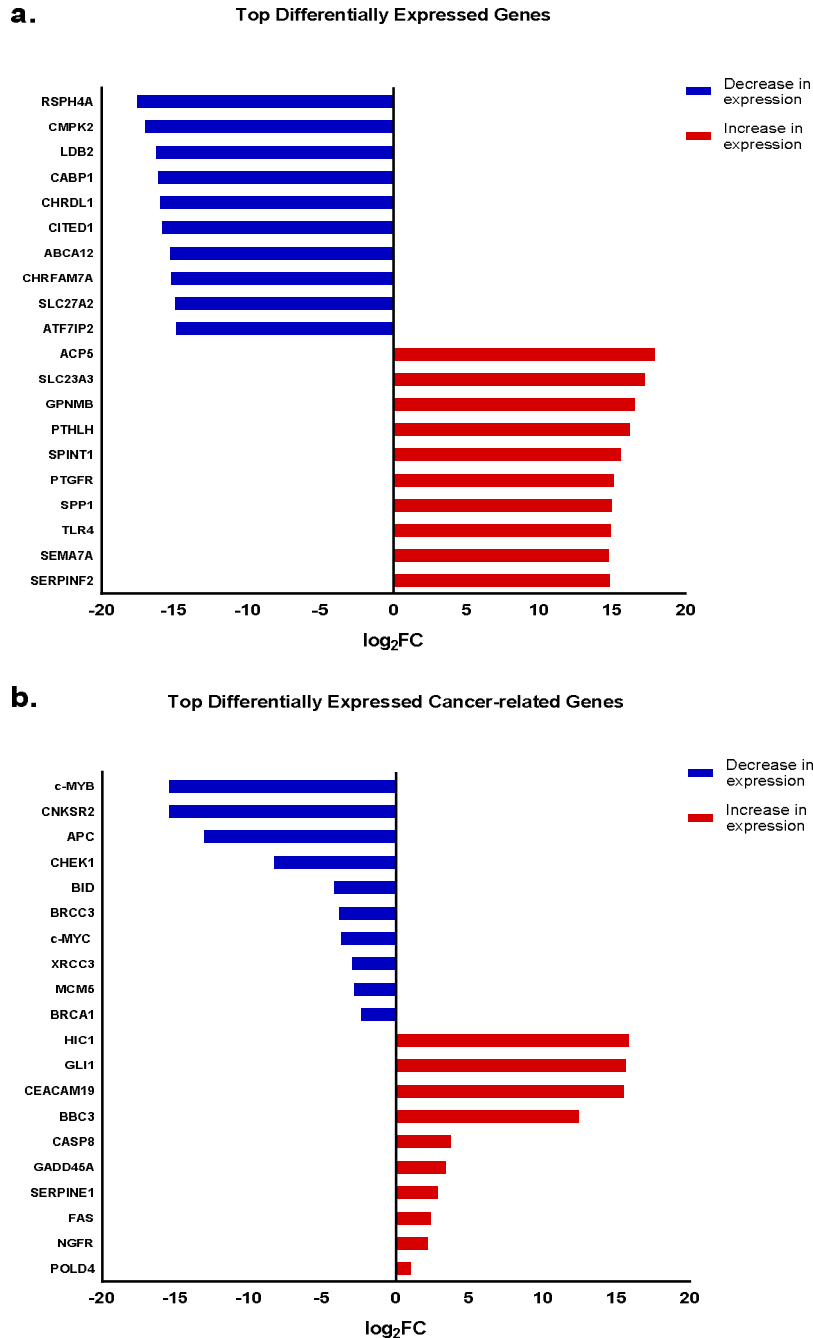 a.
Top Differentially Expressed Genes
Decrease in
expression
Increase in
expression
RSPH4A
CMPK2
LDB2
CABP1
CHRDL1
CITED1
ABCA12
CHRFAM7A
SLC27A2
ATF7IP2
ACP5
SLC23A3
GPNMB
PTHLH
SPINT1
PTGFR
SPP1
TLR4
SEMA7A
SERPINF2
-20 -15 -10 -5 0 5 10 15 20
log₂FC
b.
Top Differentially Expressed Cancer-related Genes
Decrease in
expression
Increase in
expression
c-MYB
CNKSR2
APC
CHEK1
BID
BRCC3
c-MYC
XRCC3
MCM5
BRCA1
HIC1
GLI1
CEACAM19
BBC3
CASP8
GADD45A
SERPINE1
FAS
NGFR
POLD4
-20 -15 -10 -5 0 5 10 15 20
log₂FC